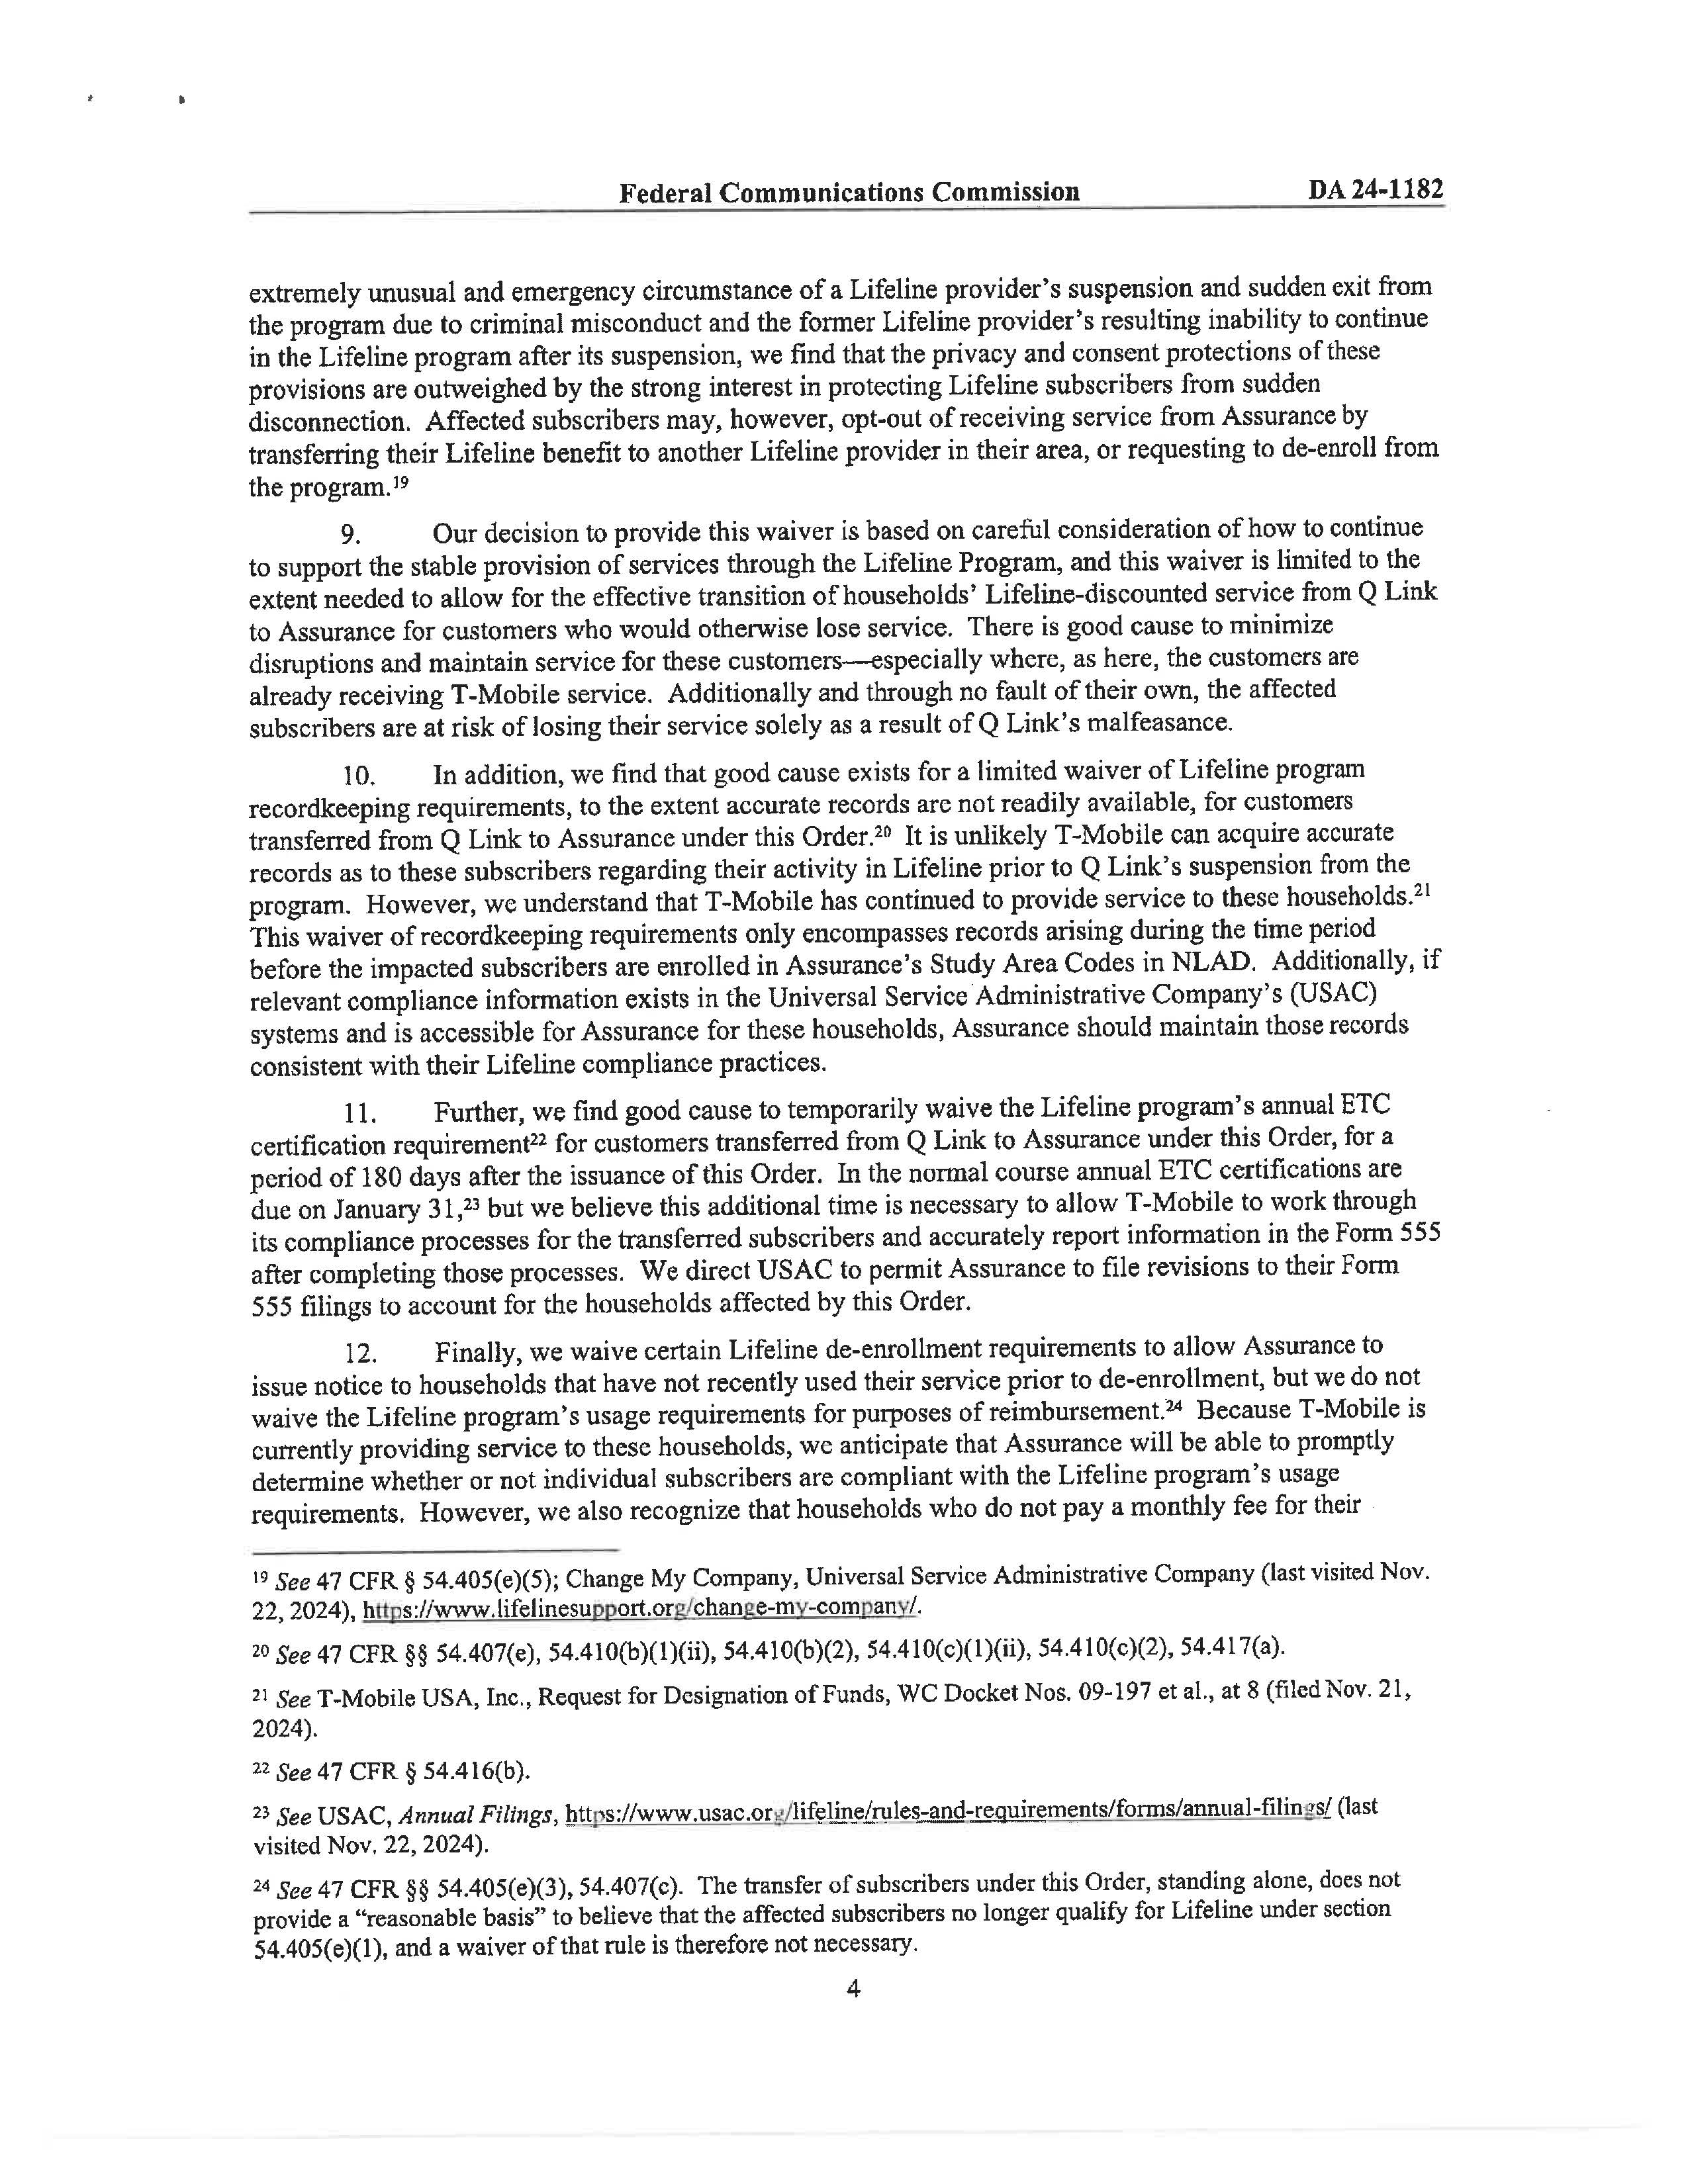 Federal Communications Commission DA 24-1182
extremely unusual and emergency circumstance of a Lifeline provider's suspension and sudden exit from
the program due to criminal misconduct and the former Lifeline provider's resulting inability to continue
in the Lifeline program after its suspension, we find that the privacy and consent protections of these
provisions are outweighed by the strong interest in protecting Lifeline subscribers from sudden
disconnection. Affected subscribers may, however, opt-out of receiving service from Assurance by
transferring their Lifeline benefit to another Lifeline provider in their area, or requesting to de-enroll from
the program.19
9. Our decision to provide this waiver is based on careful consideration of how to continue
to support the stable provision of services through the Lifeline Program, and this waiver is limited to the
extent needed to allow for the effective transition of households' Lifeline-discounted service from Q Link
to Assurance for customers who would otherwise lose service. There is good cause to minimize
disruptions and maintain service for these customers—especially where, as here, the customers are
already receiving T-Mobile service. Additionally and through no fault of their own, the affected
subscribers are at risk of losing their service solely as a result of Q Link's malfeasance.
10. In addition, we find that good cause exists for a limited waiver of Lifeline program
recordkeeping requirements, to the extent accurate records are not readily available, for customers
transferred from Q Link to Assurance under this Order.20 It is unlikely T-Mobile can acquire accurate
records as to these subscribers regarding their activity in Lifeline prior to Q Link's suspension from the
program. However, we understand that T-Mobile has continued to provide service to these households.21
This waiver of recordkeeping requirements only encompasses records arising during the time period
before the impacted subscribers are enrolled in Assurance's Study Area Codes in NLAD. Additionally, if
relevant compliance information exists in the Universal Service Administrative Company's (USAC)
systems and is accessible for Assurance for these households, Assurance should maintain those records
consistent with their Lifeline compliance practices.
11. Further, we find good cause to temporarily waive the Lifeline program's annual ETC
certification requirement22 for customers transferred from Q Link to Assurance under this Order, for a
period of 180 days after the issuance of this Order. In the normal course annual ETC certifications are
due on January 31,23 but we believe this additional time is necessary to allow T-Mobile to work through
its compliance processes for the transferred subscribers and accurately report information in the Form 555
after completing those processes. We direct USAC to permit Assurance to file revisions to their Form
555 filings to account for the households affected by this Order.
12. Finally, we waive certain Lifeline de-enrollment requirements to allow Assurance to
issue notice to households that have not recently used their service prior to de-enrollment, but we do not
waive the Lifeline program's usage requirements for purposes of reimbursement.24 Because T-Mobile is
currently providing service to these households, we anticipate that Assurance will be able to promptly
determine whether or not individual subscribers are compliant with the Lifeline program's usage
requirements. However, we also recognize that households who do not pay a monthly fee for their
19 See 47 CFR § 54.405(e)(5); Change My Company, Universal Service Administrative Company (last visited Nov.
22, 2024), https://www.lifelinesupport.org/change-my-company/.
20 See 47 CFR §§ 54.407(e), 54.410(b)(1)(ii), 54.410(b)(2), 54.410(c)(1)(ii), 54.410(c)(2), 54.417(a).
21 See T-Mobile USA, Inc., Request for Designation of Funds, WC Docket Nos. 09-197 et al., at 8 (filed Nov. 21,
2024).
22 See 47 CFR § 54.416(b).
23 See USAC, Annual Filings, https://www.usac.org/lifeline/rules-and-requirements/forms/annual-filings/ (last
visited Nov. 22, 2024).
24 See 47 CFR §§ 54.405(e)(3), 54.407(c). The transfer of subscribers under this Order, standing alone, does not
provide a "reasonable basis" to believe that the affected subscribers no longer qualify for Lifeline under section
54.405(e)(1), and a waiver of that rule is therefore not necessary.
4